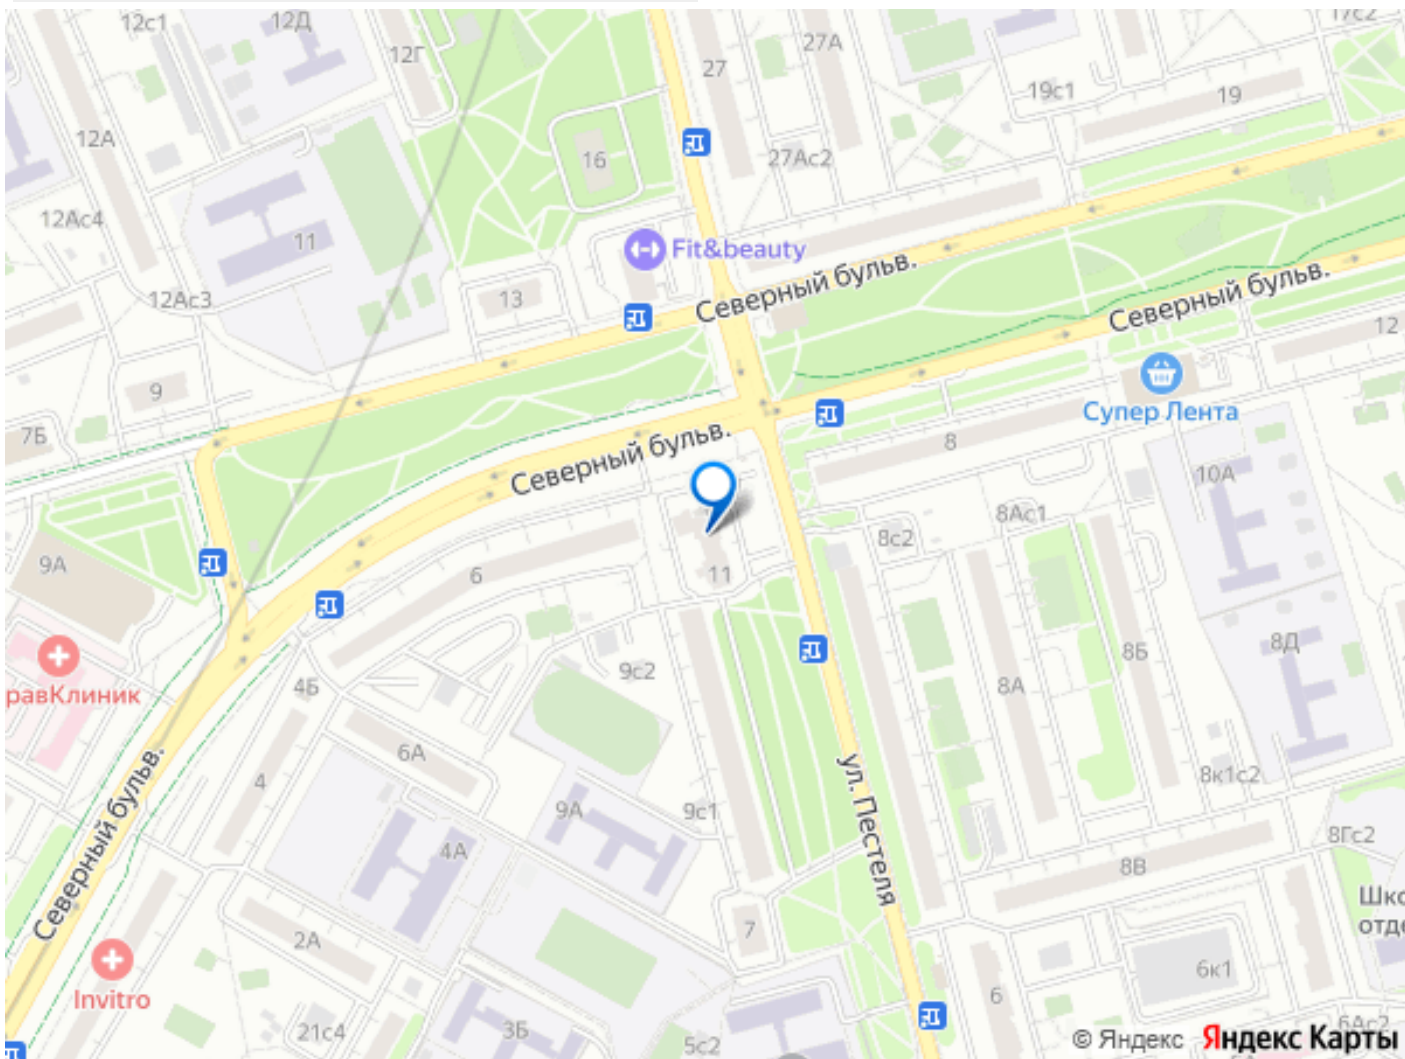 12с1
12Д
12Г
27
27А
17с2
19с1
19
12А
16
27Ас2
12Ас4
11
Fit&beauty
12Ас3
13
Северный бульв.
Северный бульв.
12
9
7Б
Супер Лента
Северный бульв.
8
10А
9А
6
11
8с2
8Ас1
равКлиник
4Б
9с2
8А
8Б
8Д
6А
4
ул. Пестеля
8к1с2
9А
9с1
4А
8В
8Гс2
Северный бульв.
2А
7
Шко
отде
Invitro
6к1
6
21с4
3Б
5с2
6Ас2
© Яндекс Яндекс Карты